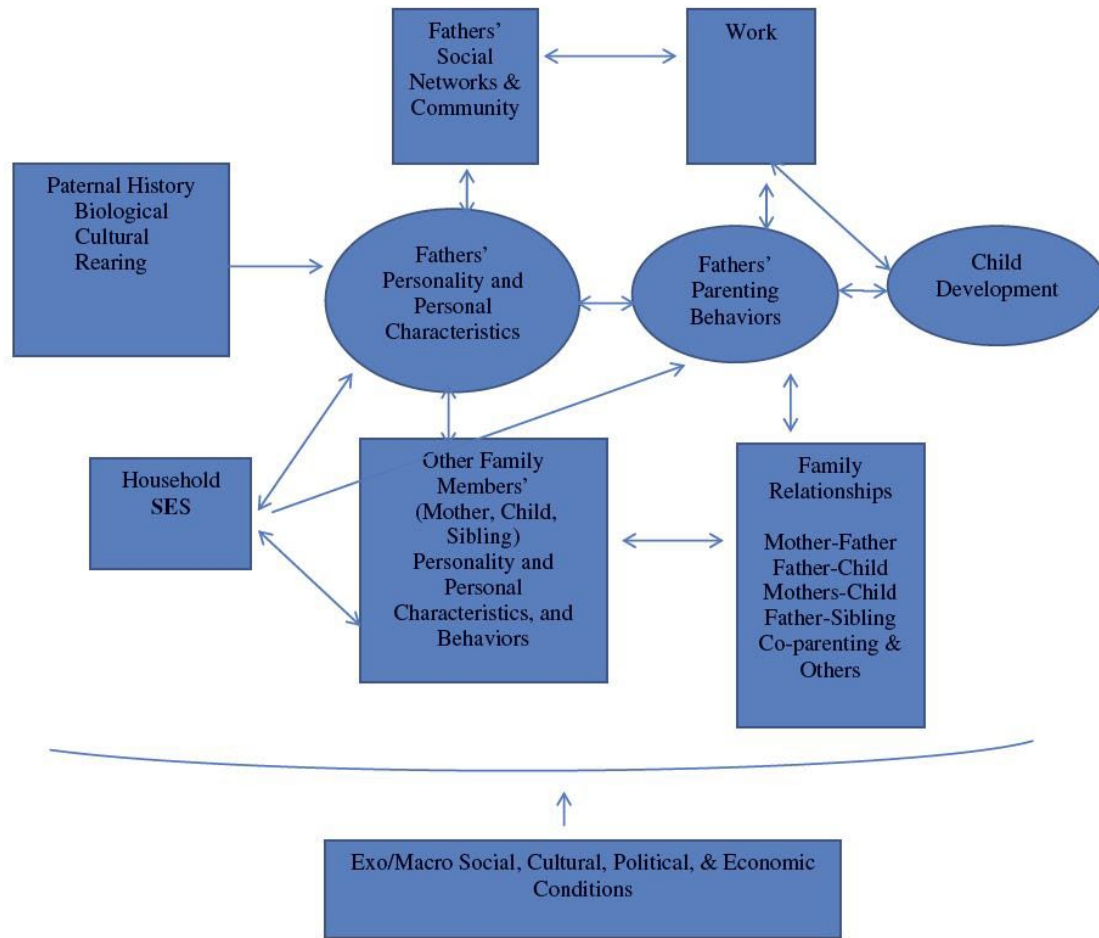 Fathers'
Social
Networks &
Community
Work
Paternal History
Biological
Cultural
Rearing
Fathers'
Personality and
Personal
Characteristics
Fathers'
Parenting
Behaviors
Child
Development
Household
SES
Other Family
Members'
(Mother, Child,
Sibling)
Personality and
Personal
Characteristics, and
Behaviors
Family
Relationships
Mother-Father
Father-Child
Mothers-Child
Father-Sibling
Co-parenting &
Others
Exo/Macro Social, Cultural, Political, & Economic
Conditions